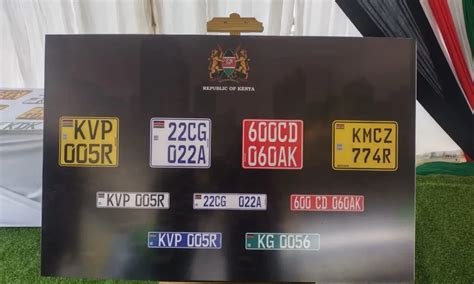 REPUBLIC OF KENYA
KVP
005R
22CG
022A
600CD
060AK
KMCZ
774R
KVP 005R
22CG 022A
600 CD 060AK
KVP 005R
KG 0056